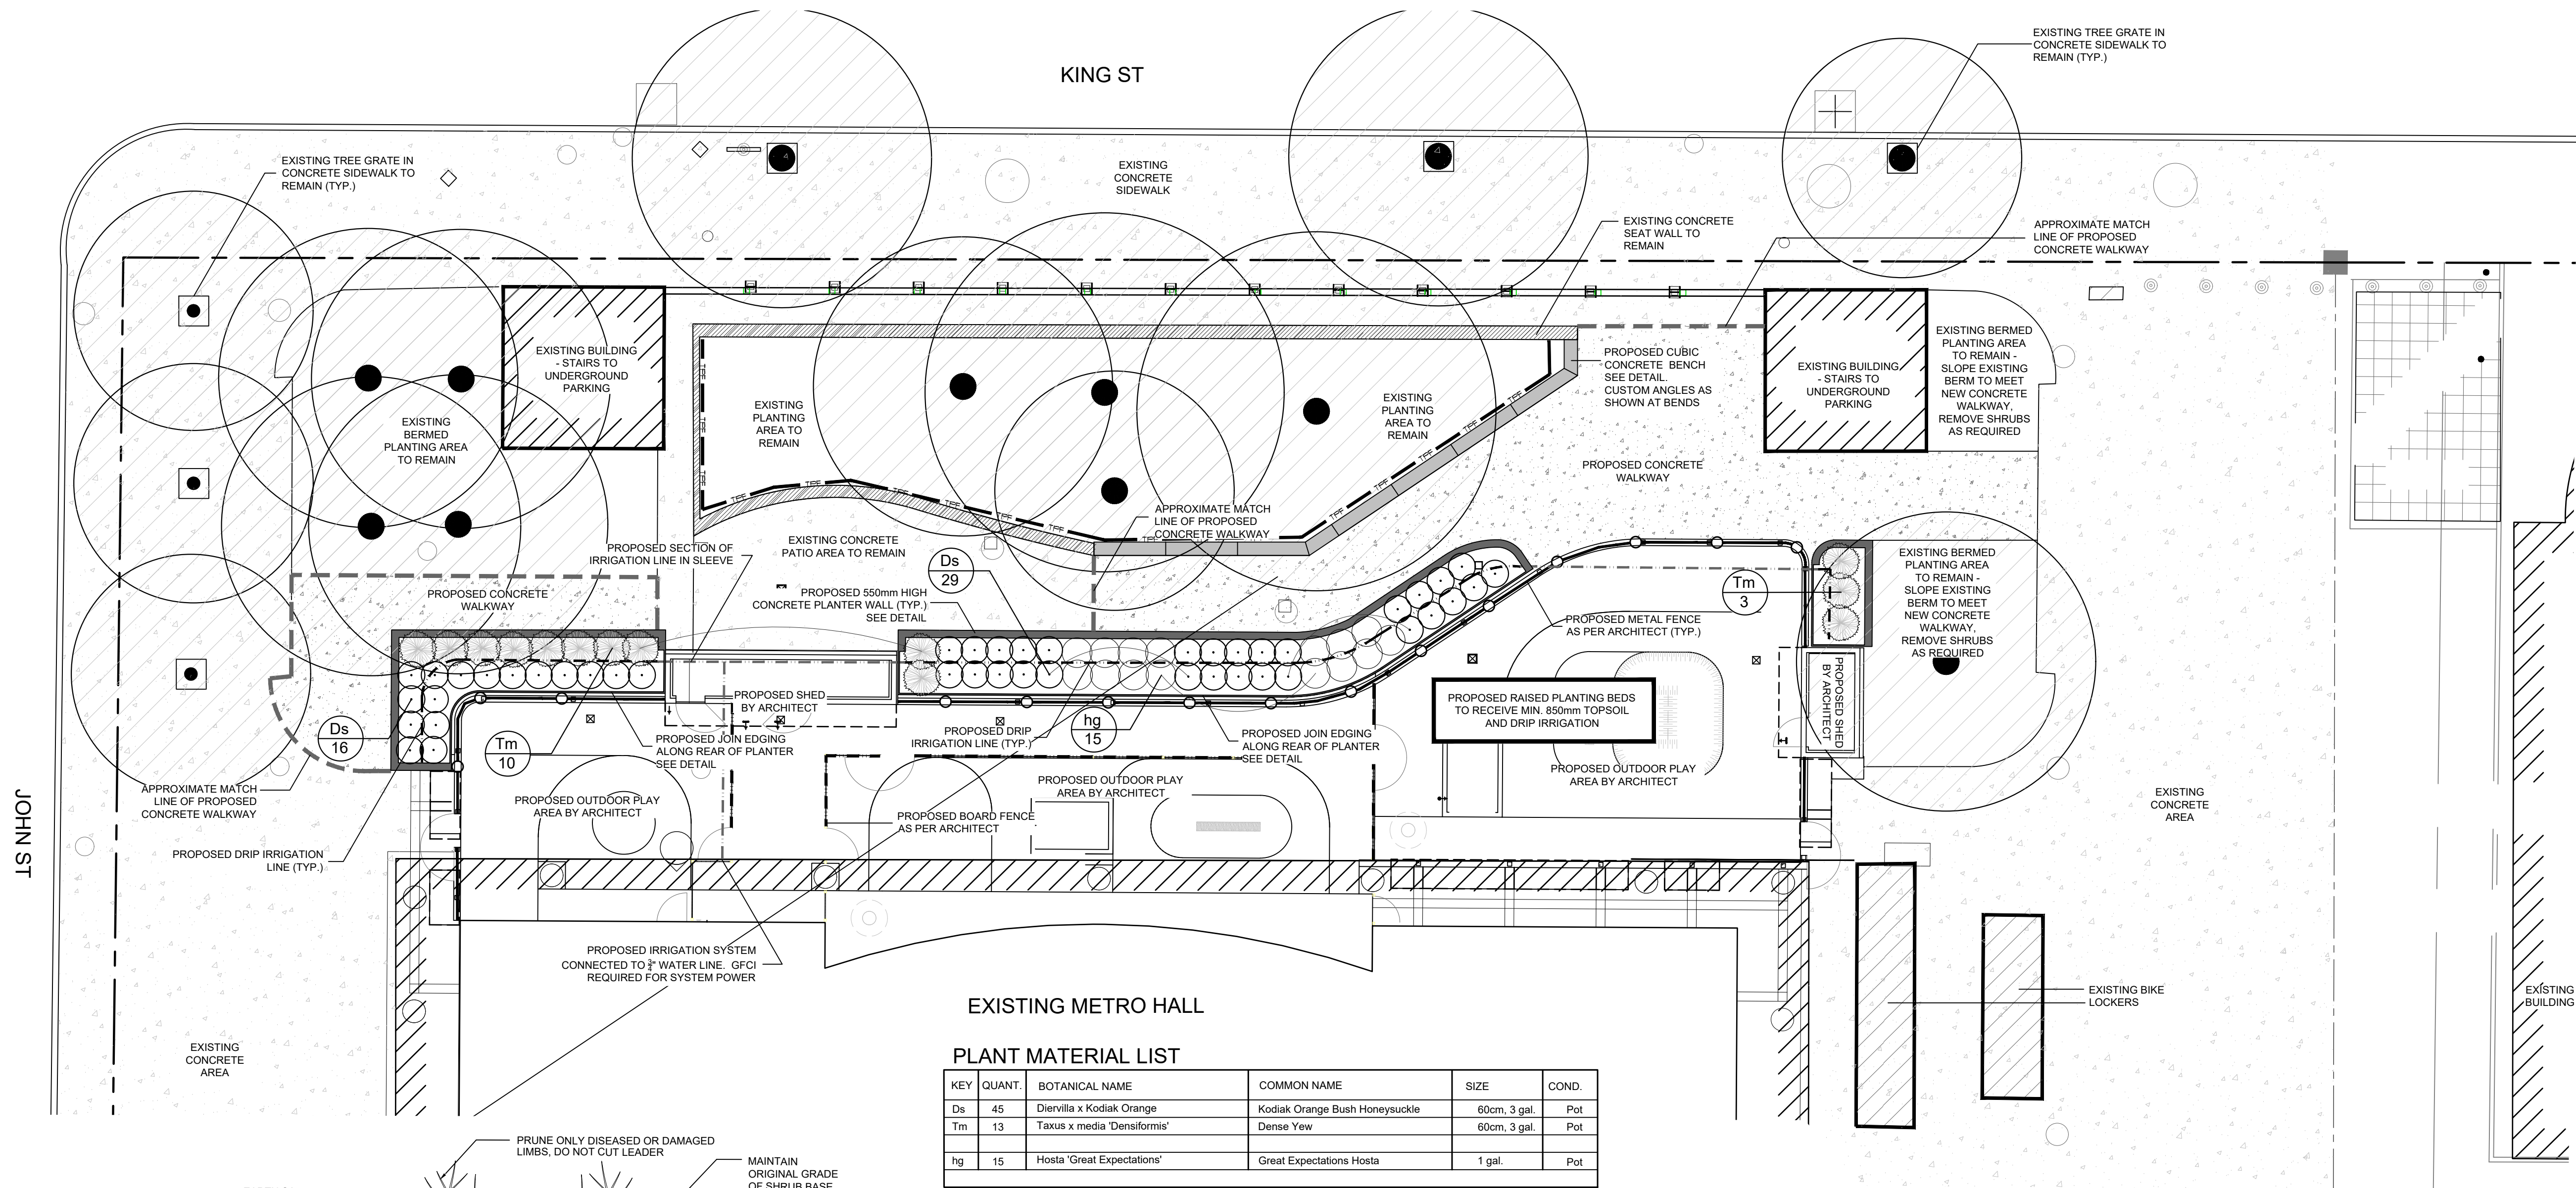 KING ST
EXISTING TREE GRATE IN
CONCRETE SIDEWALK TO
REMAIN (TYP.)
EXISTING TREE GRATE IN
CONCRETE SIDEWALK TO
REMAIN (TYP.)
EXISTING
CONCRETE
SIDEWALK
EXISTING CONCRETE
SEAT WALL TO
REMAIN
APPROXIMATE MATCH
LINE OF PROPOSED
CONCRETE WALKWAY
EXISTING BUILDING
- STAIRS TO
UNDERGROUND
PARKING
EXISTING
BERMED
PLANTING AREA
TO REMAIN
EXISTING
PLANTING
AREA TO
REMAIN
EXISTING
PLANTING
AREA TO
REMAIN
PROPOSED CUBIC
CONCRETE BENCH
SEE DETAIL.
CUSTOM ANGLES AS
SHOWN AT BENDS
EXISTING BUILDING
- STAIRS TO
UNDERGROUND
PARKING
EXISTING BERMED
PLANTING AREA
TO REMAIN -
SLOPE EXISTING
BERM TO MEET
NEW CONCRETE
WALKWAY,
REMOVE SHRUBS
AS REQUIRED
TPF
TPF
TPF
TPF
TPF
TPF
TPF
TPF
TPF
TPF
TPF
TPF
TPF
TPF
PROPOSED CONCRETE
WALKWAY
APPROXIMATE MATCH
LINE OF PROPOSED
CONCRETE WALKWAY
EXISTING CONCRETE
PATIO AREA TO REMAIN
PROPOSED SECTION OF
IRRIGATION LINE IN SLEEVE
Ds
29
PROPOSED 550mm HIGH
CONCRETE PLANTER WALL (TYP.)
SEE DETAIL
PROPOSED CONCRETE
WALKWAY
PROPOSED METAL FENCE
AS PER ARCHITECT (TYP.)
Tm
3
EXISTING BERMED
PLANTING AREA
TO REMAIN -
SLOPE EXISTING
BERM TO MEET
NEW CONCRETE
WALKWAY,
REMOVE SHRUBS
AS REQUIRED
PROPOSED SHED
BY ARCHITECT
PROPOSED SHED
BY ARCHITECT
PROPOSED RAISED PLANTING BEDS
TO RECEIVE MIN. 850mm TOPSOIL
AND DRIP IRRIGATION
Ds
16
Tm
10
PROPOSED JOIN EDGING
ALONG REAR OF PLANTER
SEE DETAIL
PROPOSED DRIP
IRRIGATION LINE (TYP.)
hg
15
PROPOSED JOIN EDGING
ALONG REAR OF PLANTER
SEE DETAIL
PROPOSED OUTDOOR PLAY
AREA BY ARCHITECT
PROPOSED OUTDOOR PLAY
AREA BY ARCHITECT
PROPOSED OUTDOOR PLAY
AREA BY ARCHITECT
PROPOSED BOARD FENCE
AS PER ARCHITECT
APPROXIMATE MATCH
LINE OF PROPOSED
CONCRETE WALKWAY
PROPOSED DRIP IRRIGATION
LINE (TYP.)
JOHN ST
EXISTING
CONCRETE
AREA
PROPOSED IRRIGATION SYSTEM
CONNECTED TO ¾" WATER LINE. GFCI
REQUIRED FOR SYSTEM POWER
EXISTING METRO HALL
EXISTING BIKE
LOCKERS
EXISTING
BUILDING
EXISTING
CONCRETE
AREA
PLANT MATERIAL LIST
KEY QUANT. BOTANICAL NAME COMMON NAME SIZE COND.
Ds 45 Diervilla x Kodiak Orange Kodiak Orange Bush Honeysuckle 60cm, 3 gal. Pot
Tm 13 Taxus x media 'Densiformis' Dense Yew 60cm, 3 gal. Pot
hg 15 Hosta 'Great Expectations' Great Expectations Hosta 1 gal. Pot
PRUNE ONLY DISEASED OR DAMAGED
LIMBS, DO NOT CUT LEADER
MAINTAIN
ORIGINAL GRADE
OF SHRUB BASE